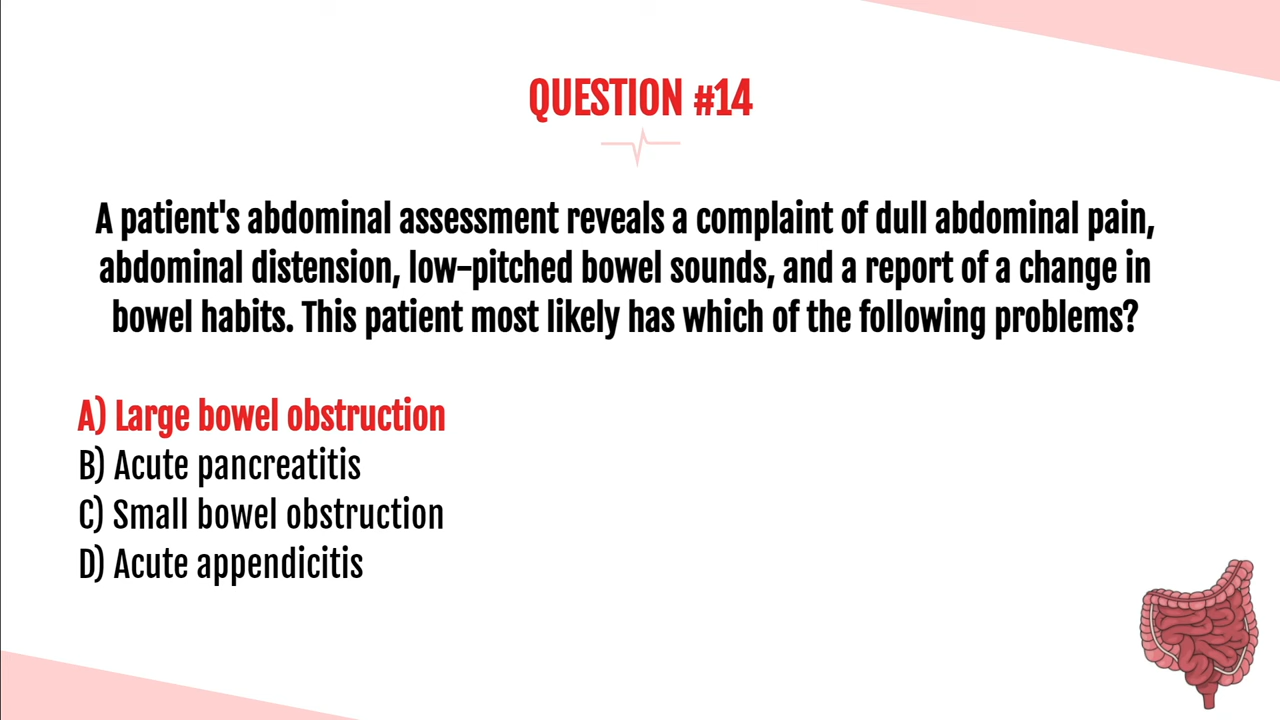 QUESTION #14
A patient's abdominal assessment reveals a complaint of dull abdominal pain,
abdominal distension, low-pitched bowel sounds, and a report of a change in
bowel habits. This patient most likely has which of the following problems?
A) Large bowel obstruction
B) Acute pancreatitis
C) Small bowel obstruction
D) Acute appendicitis